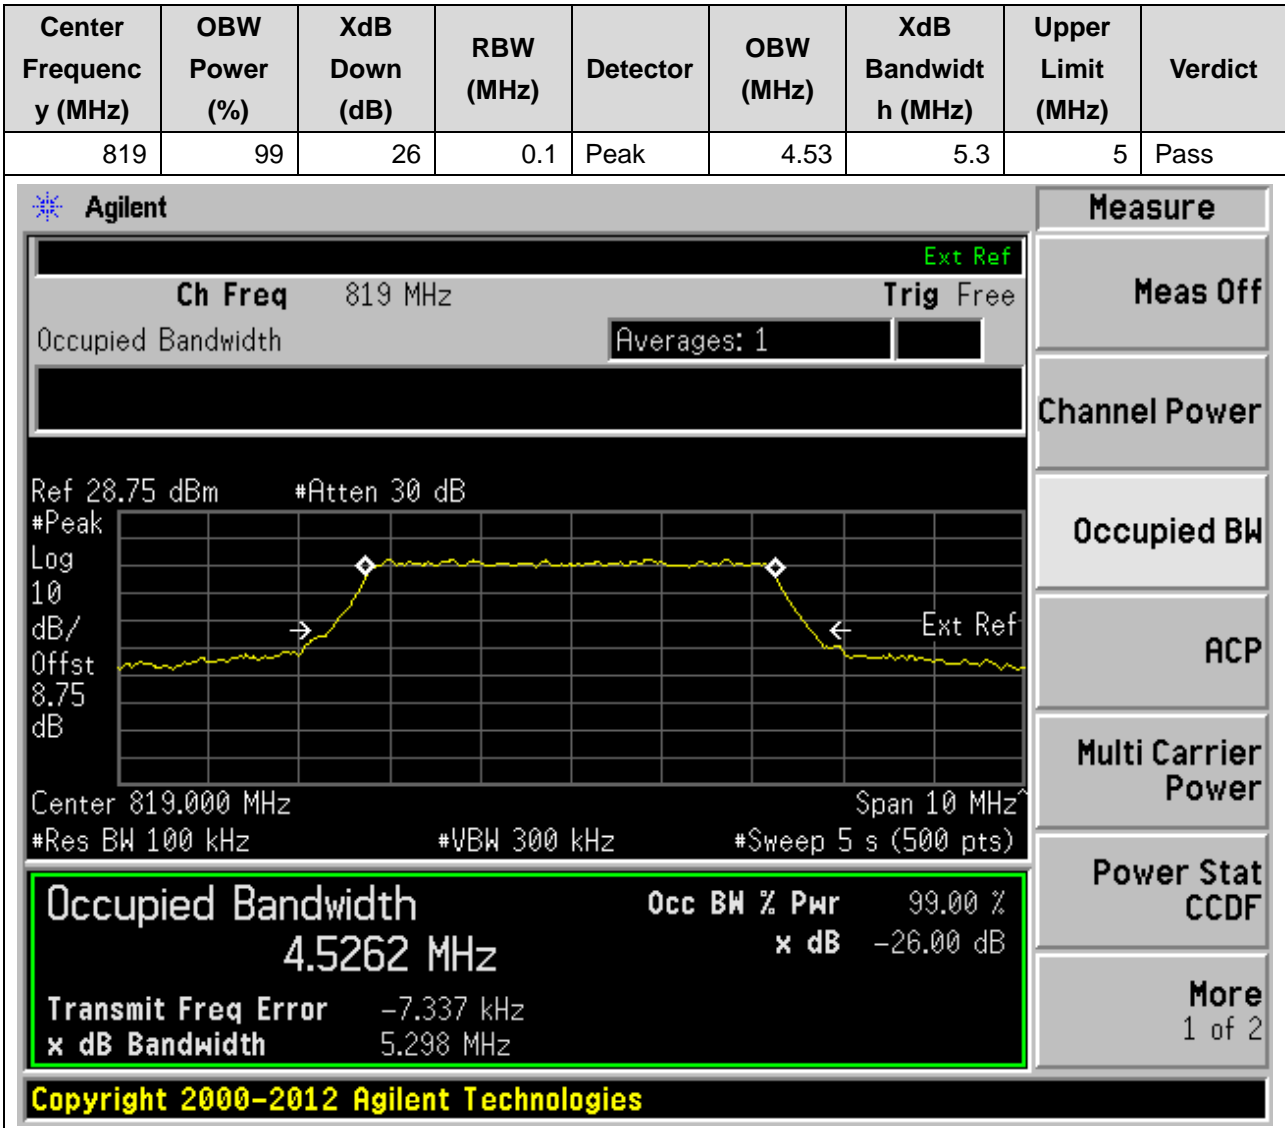 Center Frequenc y (MHz) OBW Power (%) XdB Down (dB) RBW (MHz) Detector OBW (MHz) XdB Bandwidt h (MHz) Upper Limit (MHz) Verdict
819 99 26 0.1 Peak 4.53 5.3 5 Pass
Agilent
Measure
Ext Ref
Ch Freq 819 MHz Trig Free
Meas Off
Occupied Bandwidth Averages: 1
Channel Power
Ref 28.75 dBm #Atten 30 dB
#Peak
Log
10
dB/
Offst
8.75
dB
Ext Ref
Occupied BW
ACP
Center 819.000 MHz Span 10 MHz^
#Res BW 100 kHz #VBW 300 kHz #Sweep 5 s (500 pts)
Multi Carrier
Power
Occupied Bandwidth Occ BW % Pwr 99.00 %
4.5262 MHz x dB -26.00 dB
Transmit Freq Error -7.337 kHz
x dB Bandwidth 5.298 MHz
Power Stat
CCDF
More
1 of 2
Copyright 2000-2012 Agilent Technologies